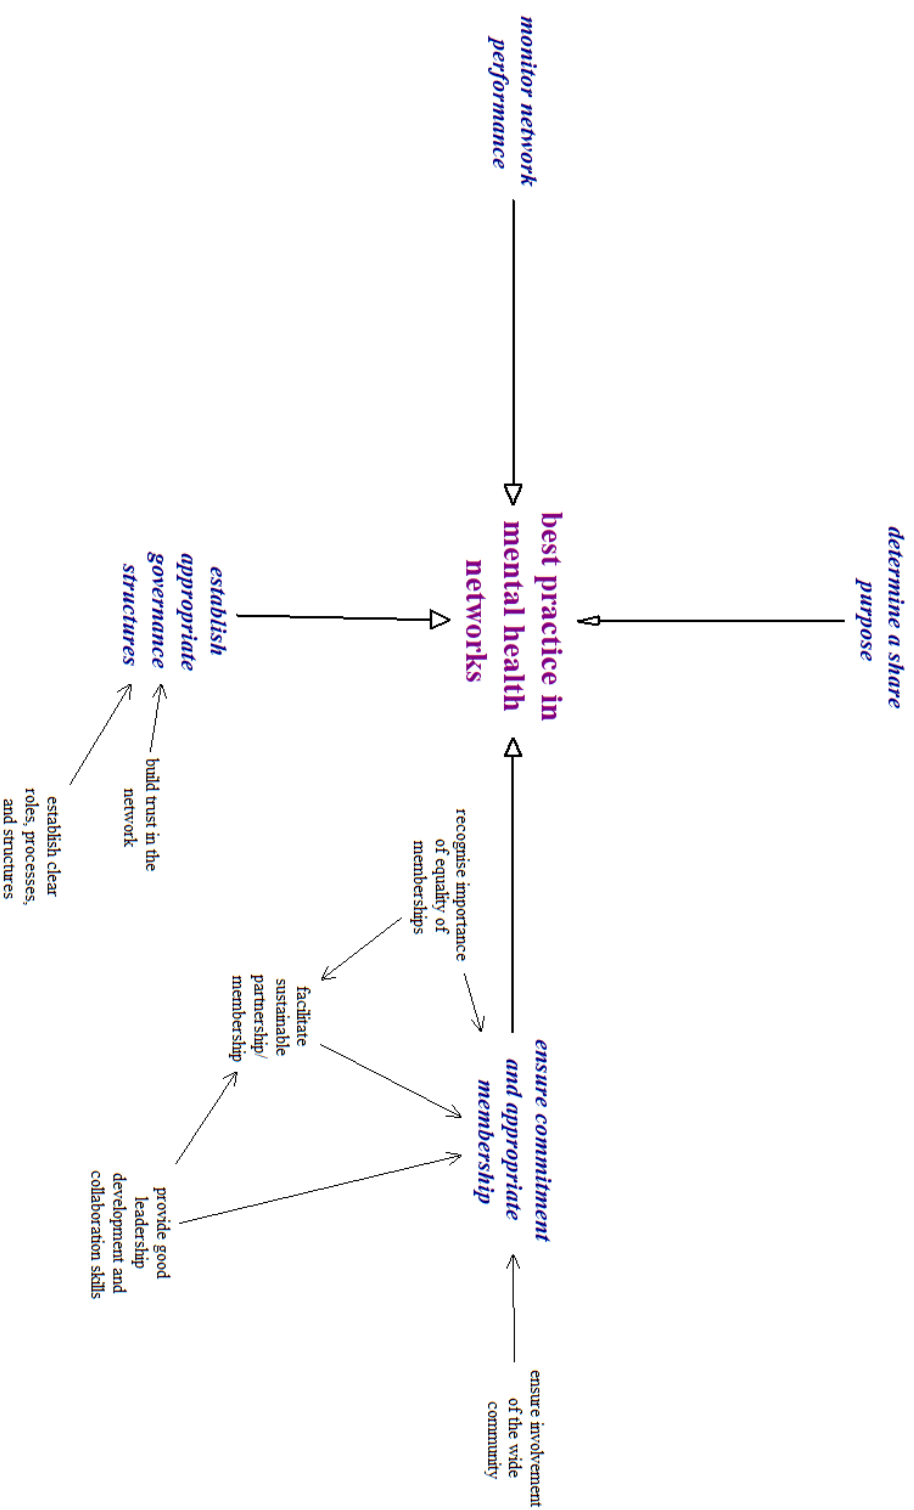 determine a share
purpose
monitor network
performance
best practice in
mental health
networks
ensure commitment
and appropriate
membership
ensure involvement
of the wide
community
recognise importance
of equality of
memberships
facilitate
sustainable
partnership/
membership
establish
appropriate
governance
structures
build trust in the
network
provide good
leadership
development and
collaboration skills
establish clear
roles, processes,
and structures